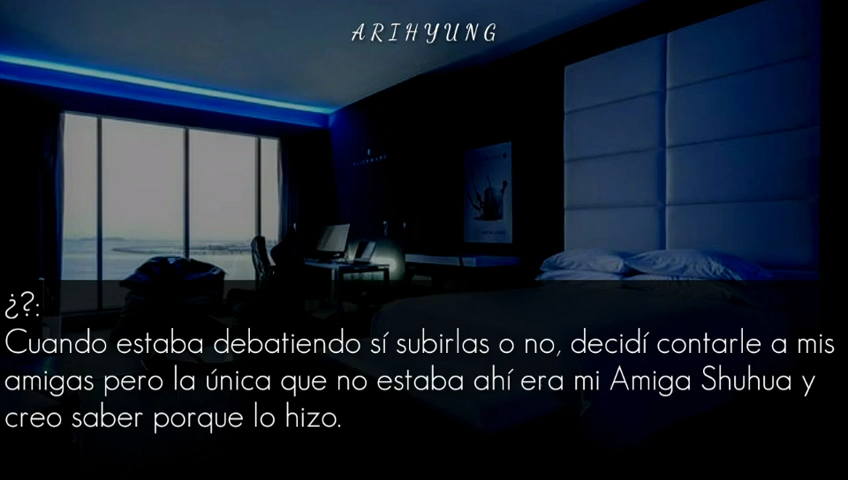 ARIHYUNG
¿?:
Cuando estaba debatiendo sí subirlas o no, decidí contarle a mis
amigas pero la única que no estaba ahí era mi Amiga Shuhua y
creo saber porque lo hizo.